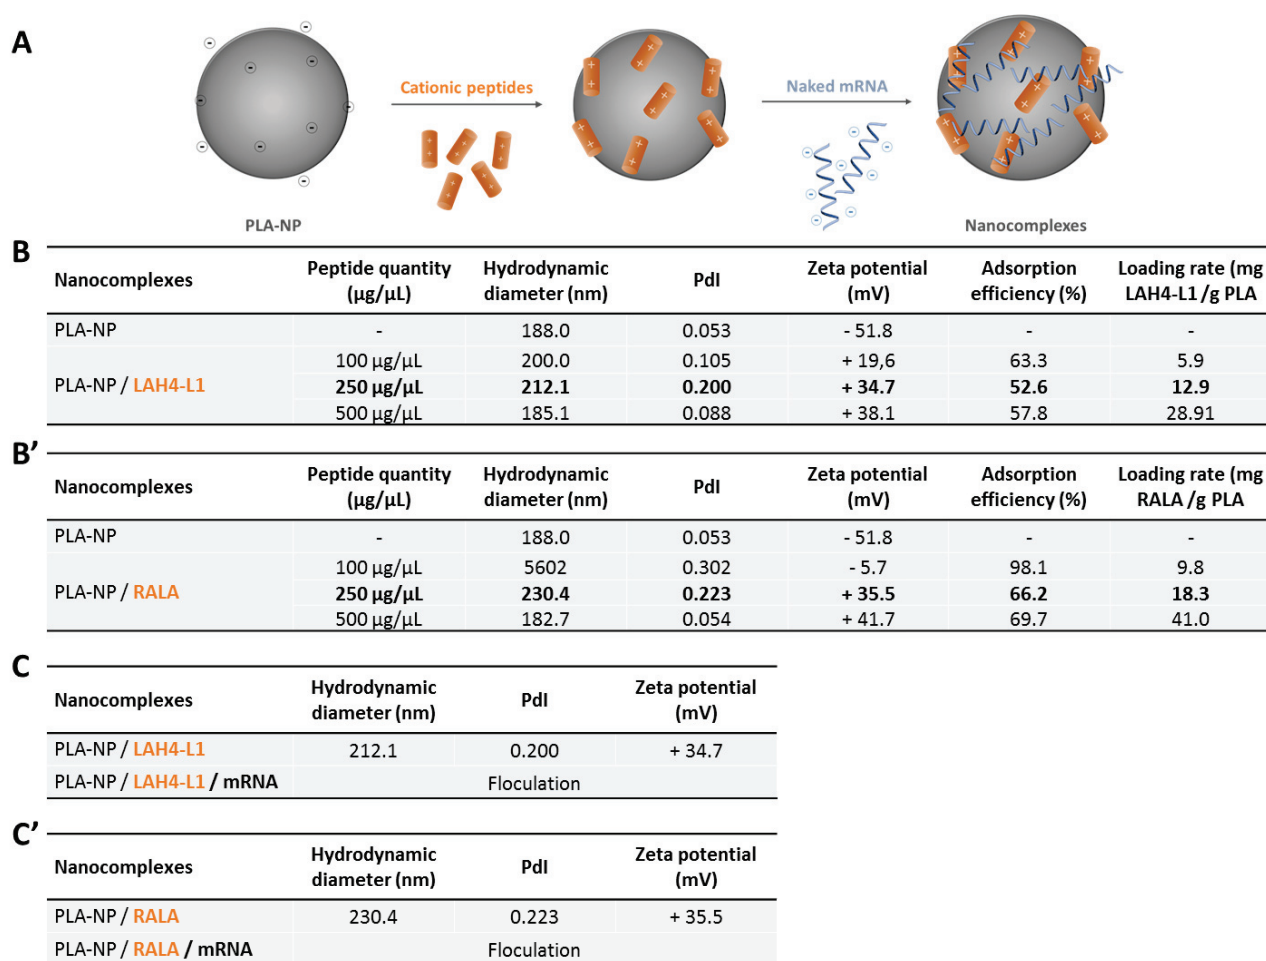 A
Cationic peptides
Naked mRNA
PLA-NP
Nanocomplexes
B
Nanocomplexes Peptide quantity (µg/µL) Hydrodynamic diameter (nm) PdI Zeta potential (mV) Adsorption efficiency (%) Loading rate (mg LAH4-L1 /g PLA
PLA-NP - 188.0 0.053 - 51.8 - -
100 µg/µL 200.0 0.105 + 19,6 63.3 5.9
PLA-NP / LAH4-L1 250 µg/µL 212.1 0.200 + 34.7 52.6 12.9
500 µg/µL 185.1 0.088 + 38.1 57.8 28.91
B'
Nanocomplexes Peptide quantity (µg/µL) Hydrodynamic diameter (nm) PdI Zeta potential (mV) Adsorption efficiency (%) Loading rate (mg RALA /g PLA
PLA-NP - 188.0 0.053 - 51.8 - -
100 µg/µL 5602 0.302 - 5.7 98.1 9.8
PLA-NP / RALA 250 µg/µL 230.4 0.223 + 35.5 66.2 18.3
500 µg/µL 182.7 0.054 + 41.7 69.7 41.0
C
Nanocomplexes Hydrodynamic diameter (nm) PdI Zeta potential (mV)
PLA-NP / LAH4-L1 212.1 0.200 + 34.7
PLA-NP / LAH4-L1 / mRNA Floculation
C'
Nanocomplexes Hydrodynamic diameter (nm) PdI Zeta potential (mV)
PLA-NP / RALA 230.4 0.223 + 35.5
PLA-NP / RALA / mRNA Floculation